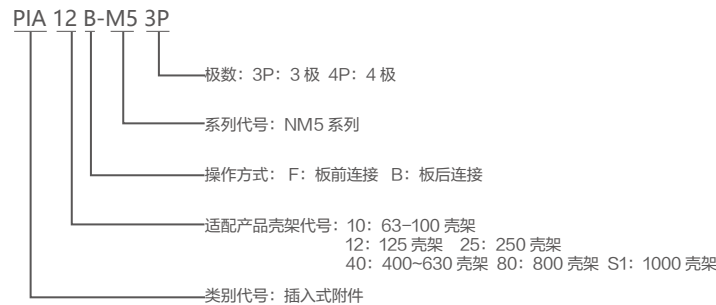 PIA 12 B-M5 3P
极数：3P：3 极 4P：4 极
系列代号：NM5 系列
操作方式： F：板前连接 B：板后连接
适配产品壳架代号：10：63-100 壳架
12：125 壳架 25：250 壳架
40：400~630 壳架 80：800 壳架 S1：1000 壳架
类别代号：插入式附件